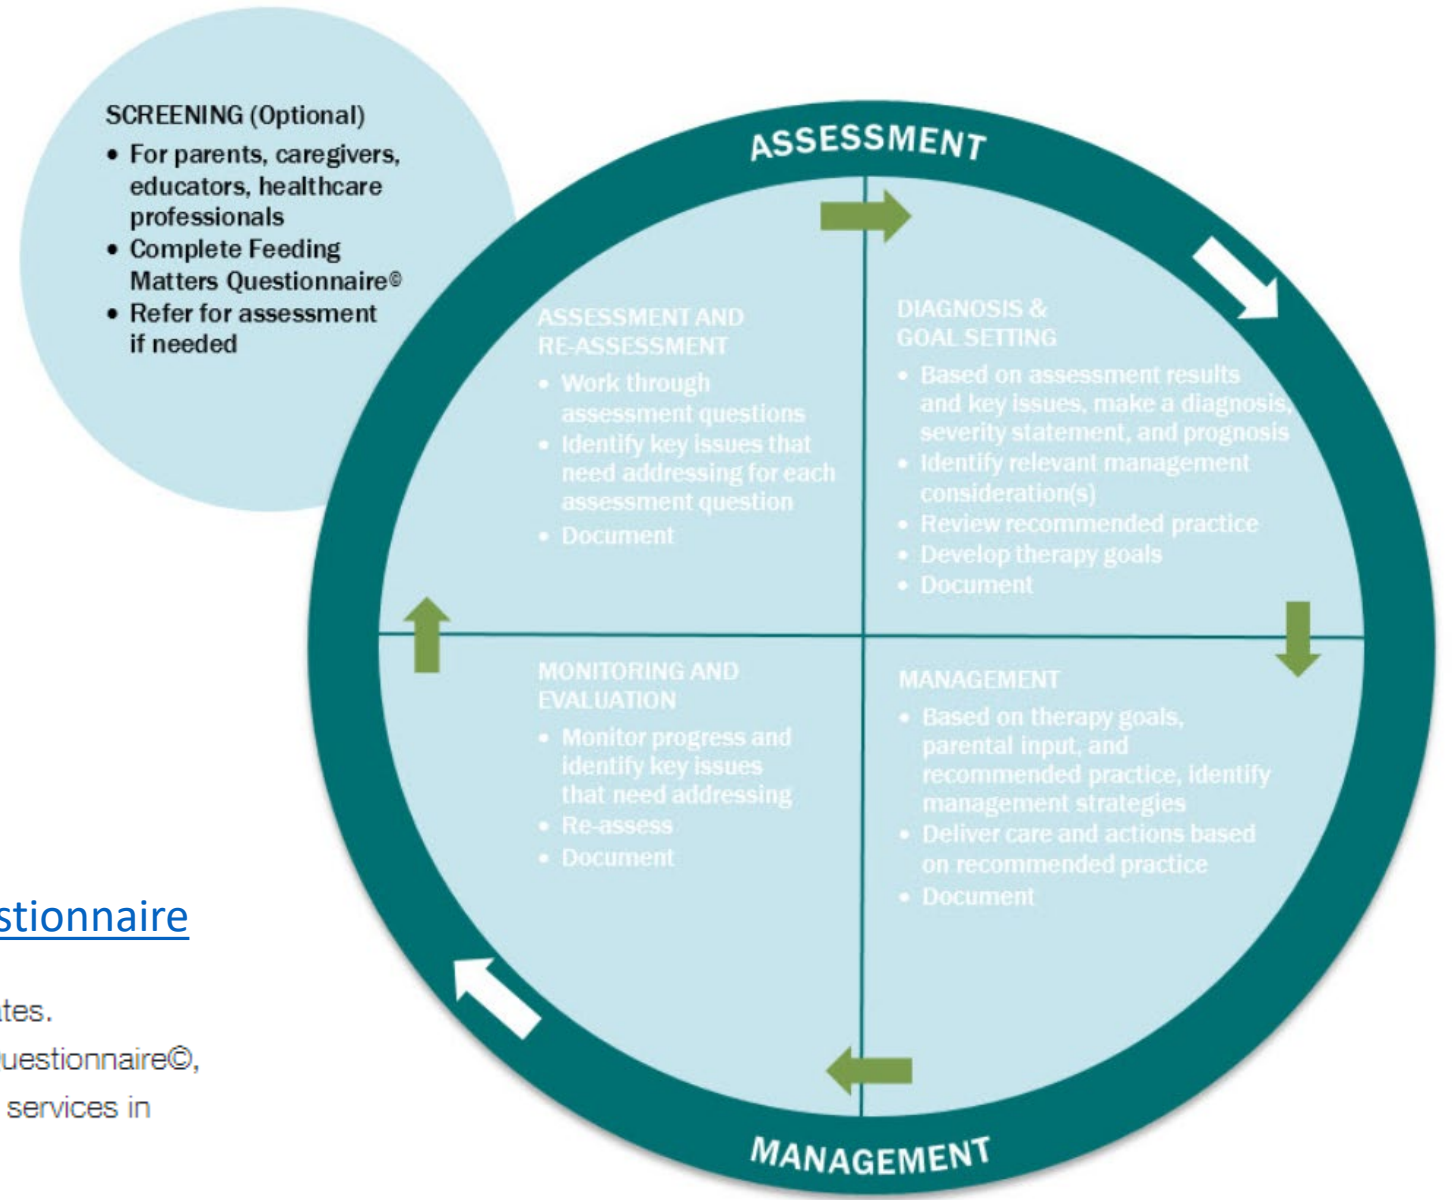 SCREENING (Optional)
• For parents, caregivers,
educators, healthcare
professionals
• Complete Feeding
Matters Questionnaire©
• Refer for assessment
if needed
ASSESSMENT
ASSESSMENT AND
RE-ASSESSMENT
• Work through
assessment questions
• Identify key issues that
need addressing for each
assessment question
• Document
DIAGNOSIS &
GOAL SETTING
• Based on assessment results
and key issues, make a diagnosis,
severity statement, and prognosis
• Identify relevant management
consideration(s)
• Review recommended practice
• Develop therapy goals
• Document
MONITORING AND
EVALUATION
• Monitor progress and
identify key issues
that need addressing
• Re-assess
• Document
MANAGEMENT
• Based on therapy goals,
parental input, and
recommended practice, identify
management strategies
• Deliver care and actions based
on recommended practice
• Document
MANAGEMENT
stionnaire
tes.
uestionnaire©,
services in